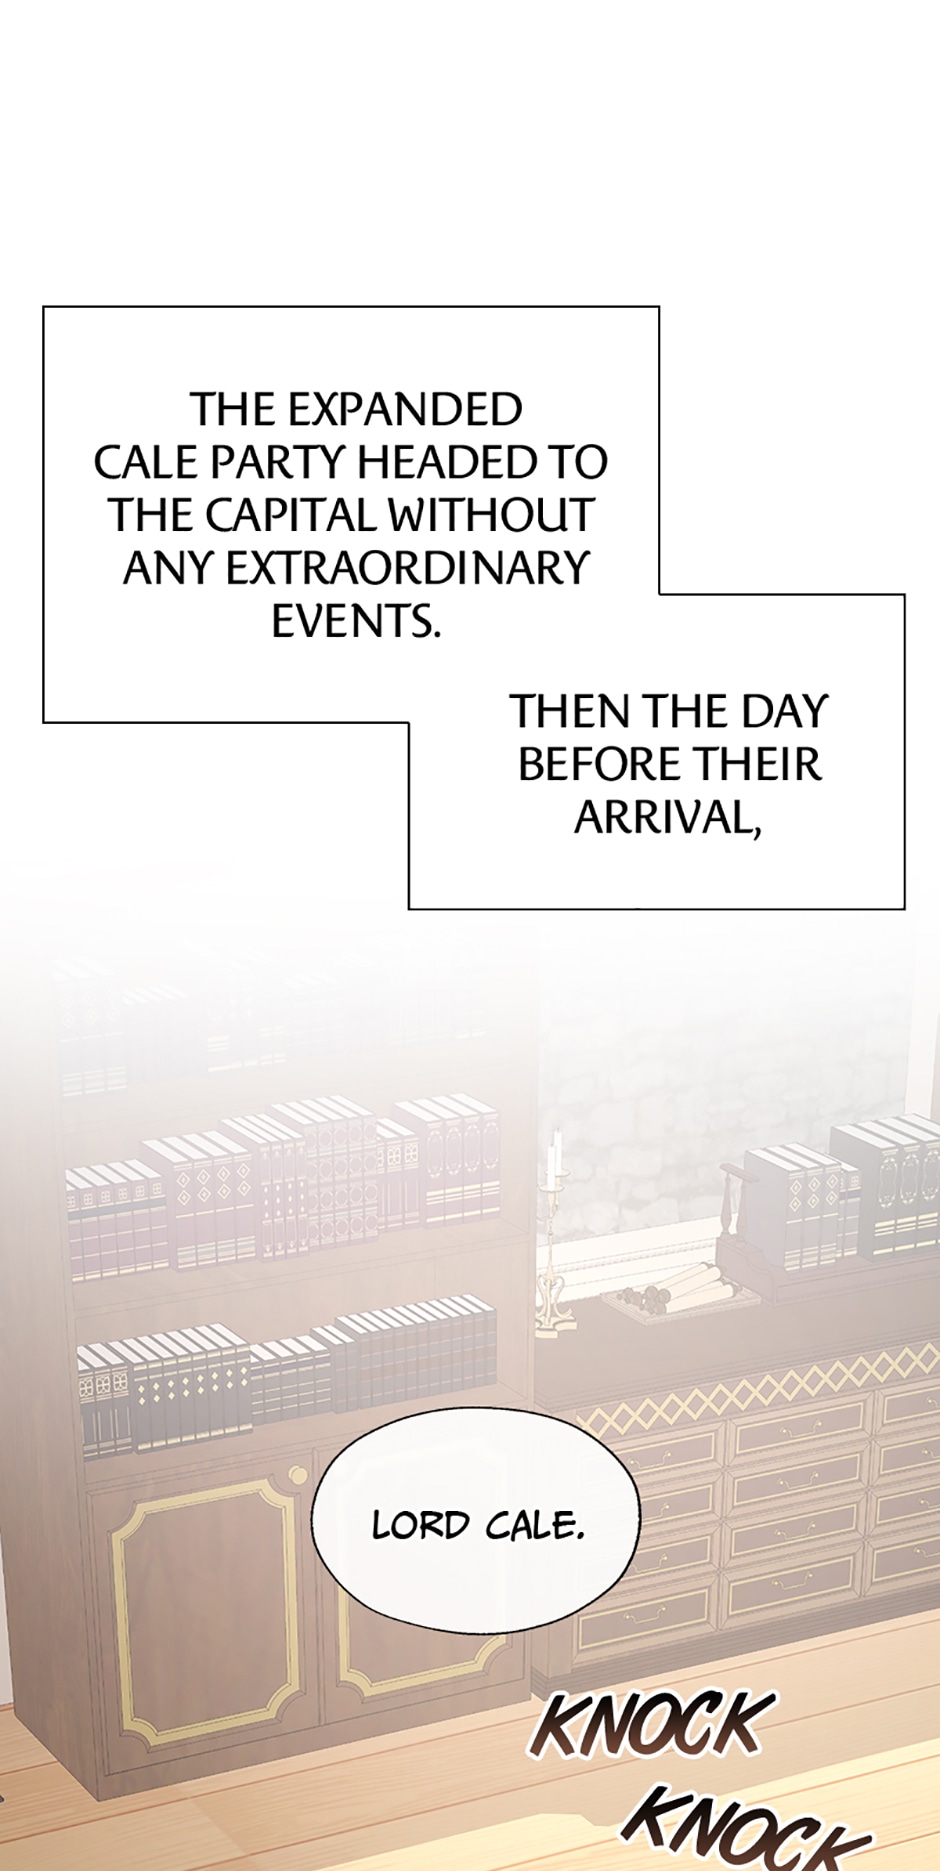 THE EXPANDED
CALE PARTY HEADED TO
THE CAPITAL WITHOUT
ANY EXTRAORDINARY
EVENTS.
THEN THE DAY
BEFORE THEIR
ARRIVAL,
LORD CALE.
KNOCK
KNOCK